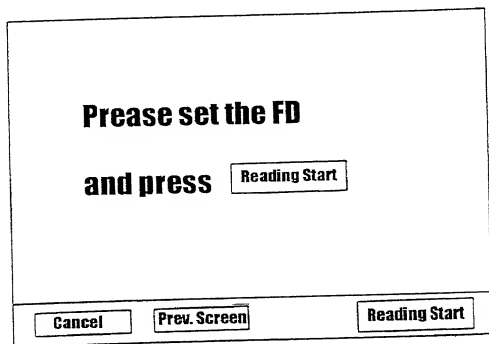 Prease set the FD
and press Reading Start
Cancel Prev. Screen Reading Start